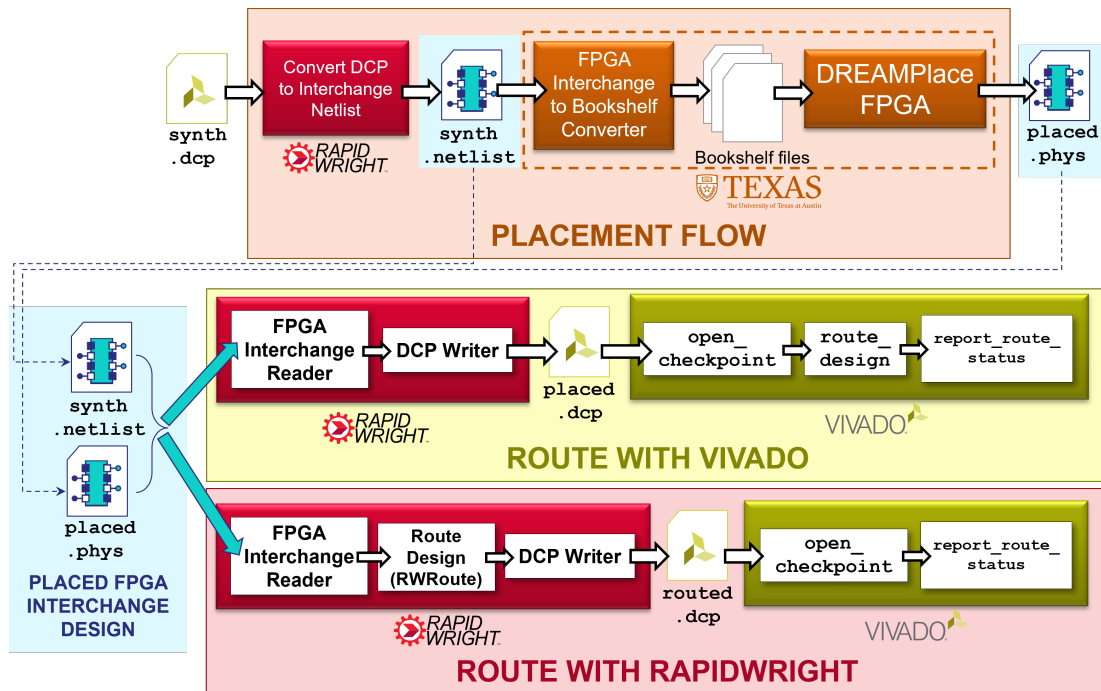 Convert DCP
to Interchange
Netlist
FPGA
Interchange
to Bookshelf
Converter
DREAMPlace
FPGA
synth
.dcp
RAPID
WRIGHT™
synth
.netlist
Bookshelf files
placed
.phys
TEXAS
The University of Texas at Austin
PLACEMENT FLOW
FPGA
Interchange
Reader
DCP Writer
placed
.dcp
open_
checkpoint
route_
design
report_route_
status
RAPID
WRIGHT™
VIVADO.
ROUTE WITH VIVADO
synth
.netlist
placed
.phys
PLACED FPGA
INTERCHANGE
DESIGN
FPGA
Interchange
Reader
Route
Design
(RWRoute)
DCP Writer
routed
.dcp
open_
checkpoint
report_route_
status
RAPID
WRIGHT™
VIVADO.
ROUTE WITH RAPIDWRIGHT